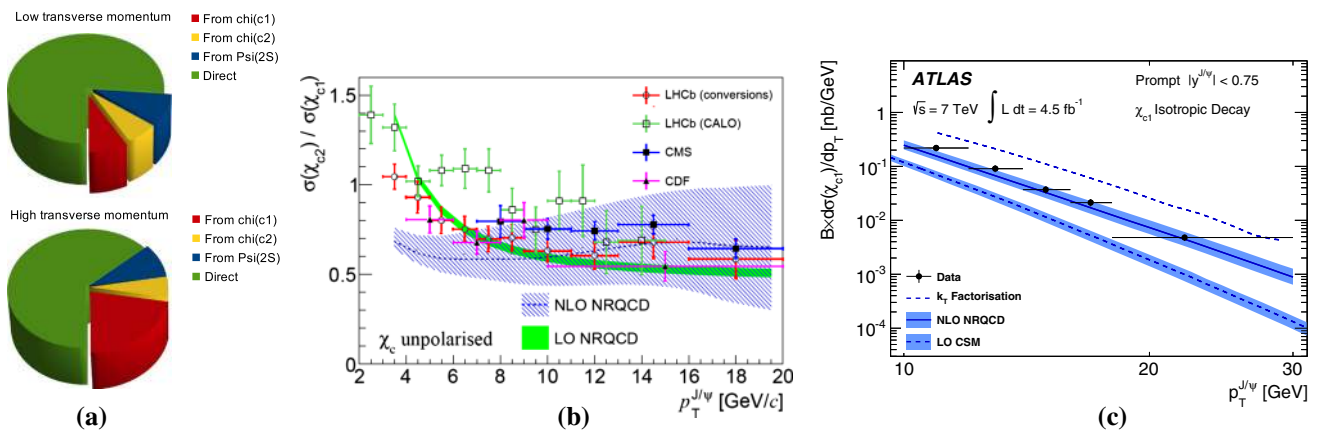 Low transverse momentum
From chi(c1)
From chi(c2)
From Psi(2S)
Direct
High transverse momentum
From chi(c1)
From chi(c2)
From Psi(2S)
Direct
(a)
σ(χc2) / σ(χc1)
1.5
1
0.5
0
LHCb (conversions)
LHCb (CALO)
CMS
CDF
NLO NRQCD
LO NRQCD
χc unpolarised
2 4 6 8 10 12 14 16 18 20
pT^J/ψ [GeV/c]
(b)
B×dσ(χc1)/dpT [nb/GeV]
ATLAS
Prompt |y^J/ψ| < 0.75
√s = 7 TeV ∫ L dt = 4.5 fb⁻¹
χc1 Isotropic Decay
1
10⁻¹
10⁻²
10⁻³
10⁻⁴
Data
kT Factorisation
NLO NRQCD
LO CSM
10 20 30
pT^J/ψ [GeV]
(c)